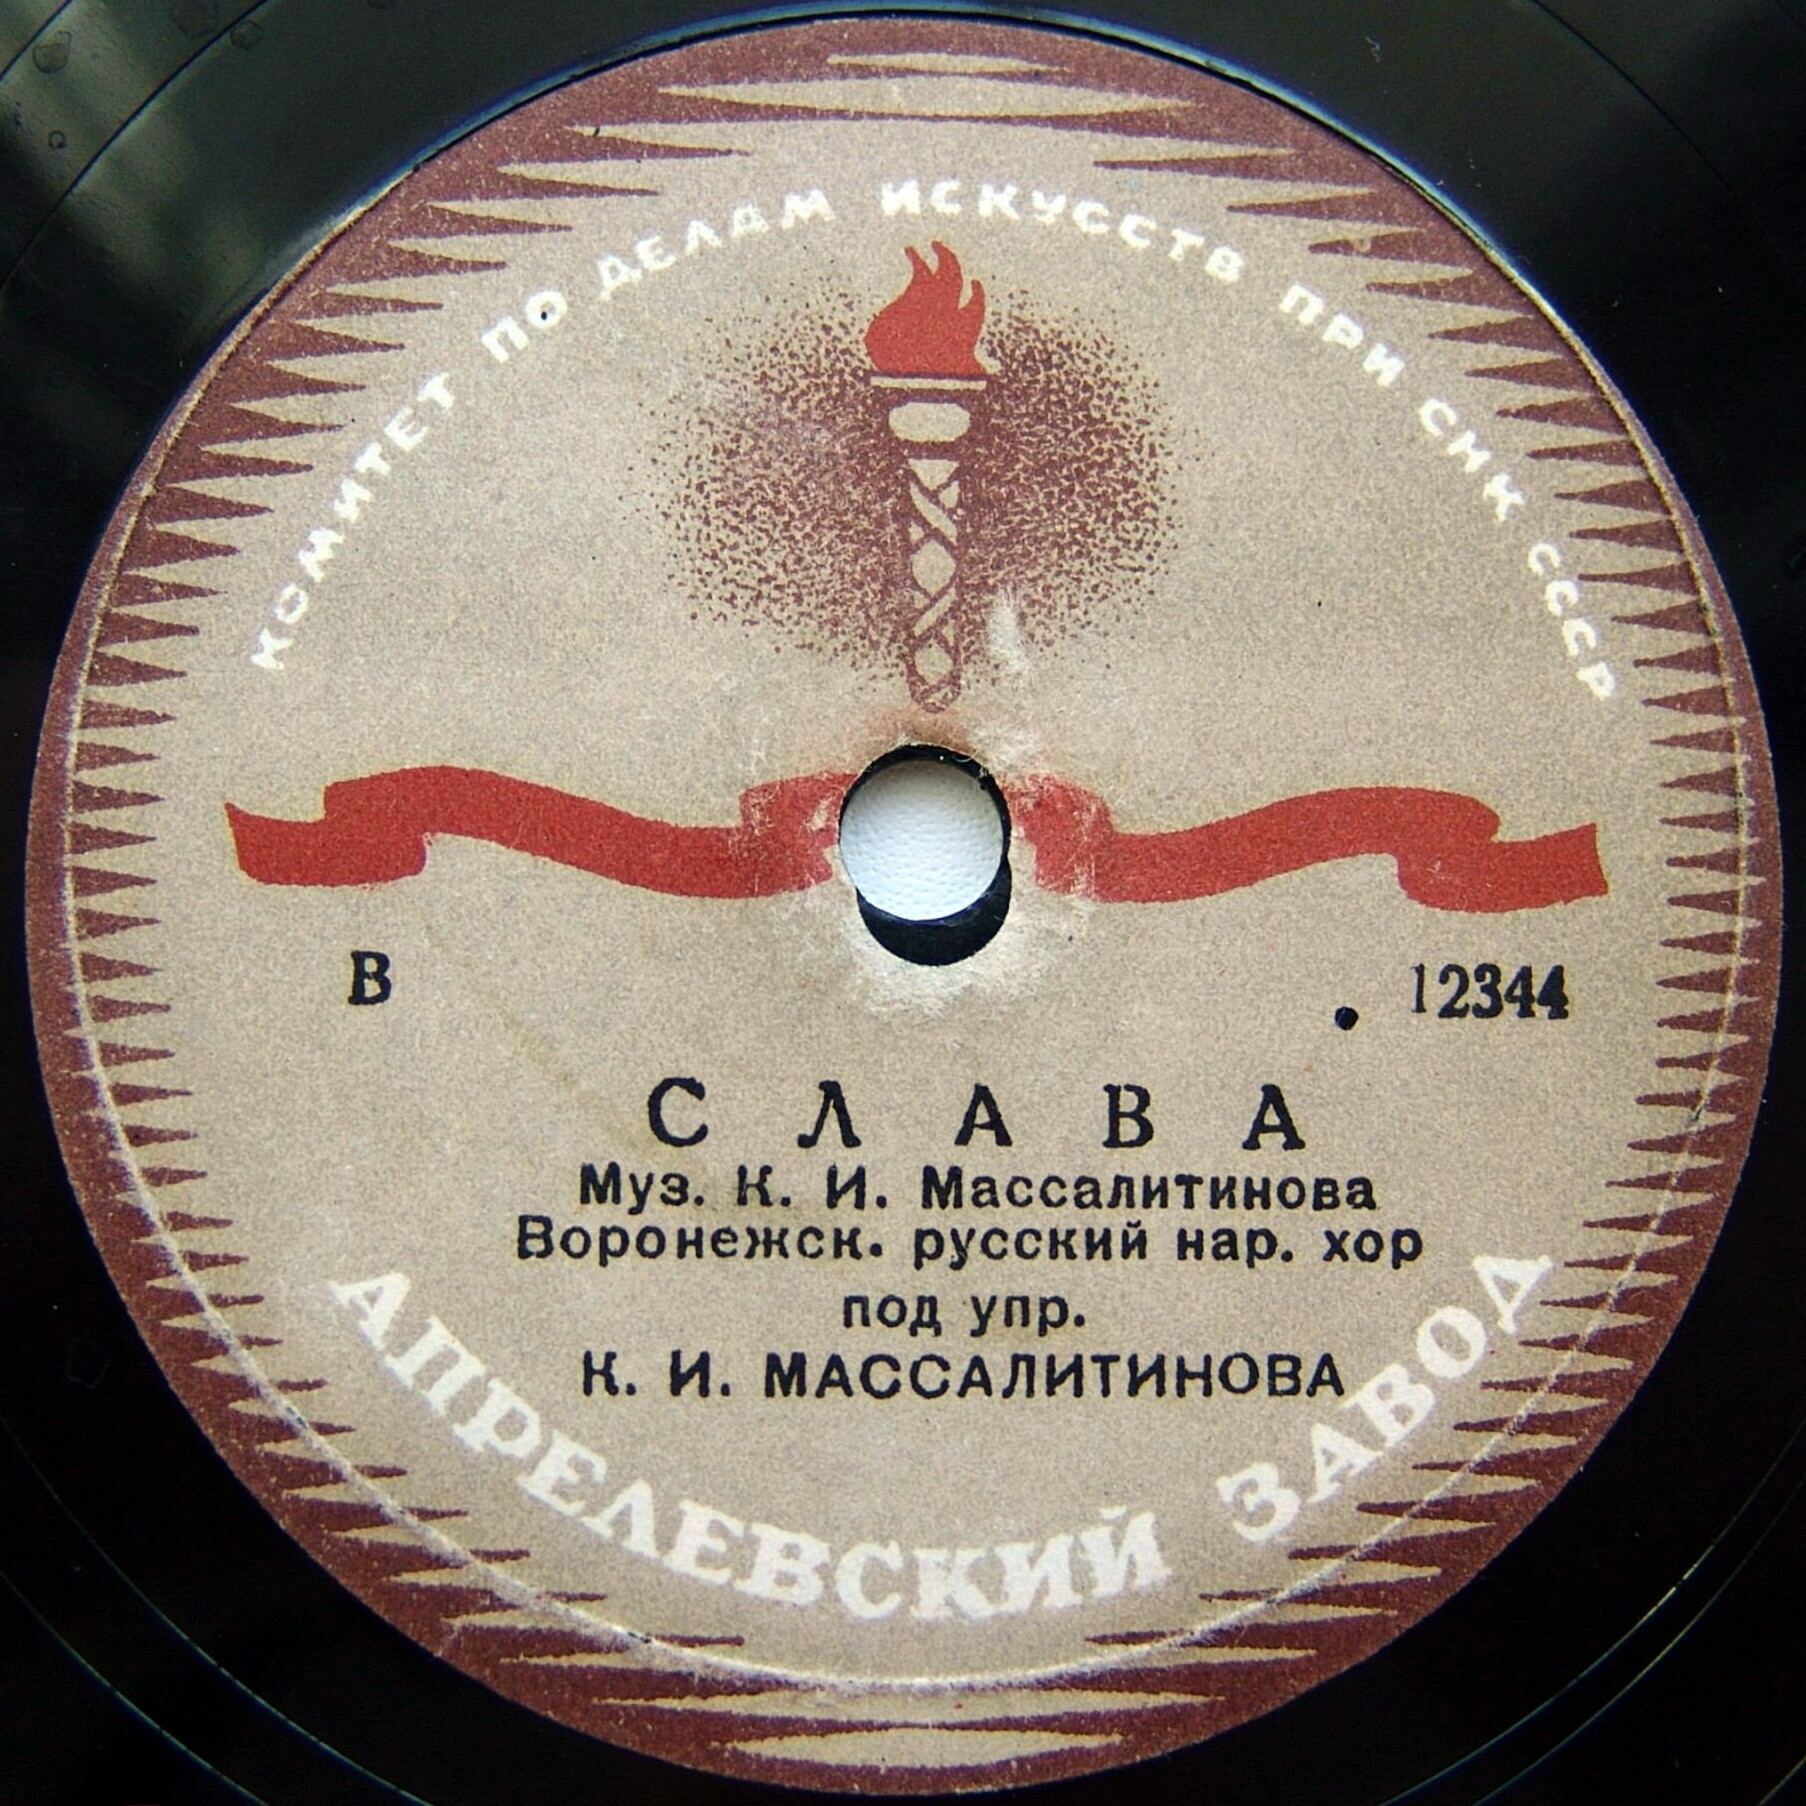 КОМИТЕТ ПО ДЕЛАМ ИСКУССТВ ПРИ СНК СССР
В 12344
СЛАВА
Муз. К. И. Массалитинова
Воронежск. русский нар. хор
под упр.
К. И. МАССАЛИТИНОВА
АПРЕЛЕВСКИЙ ЗАВОД